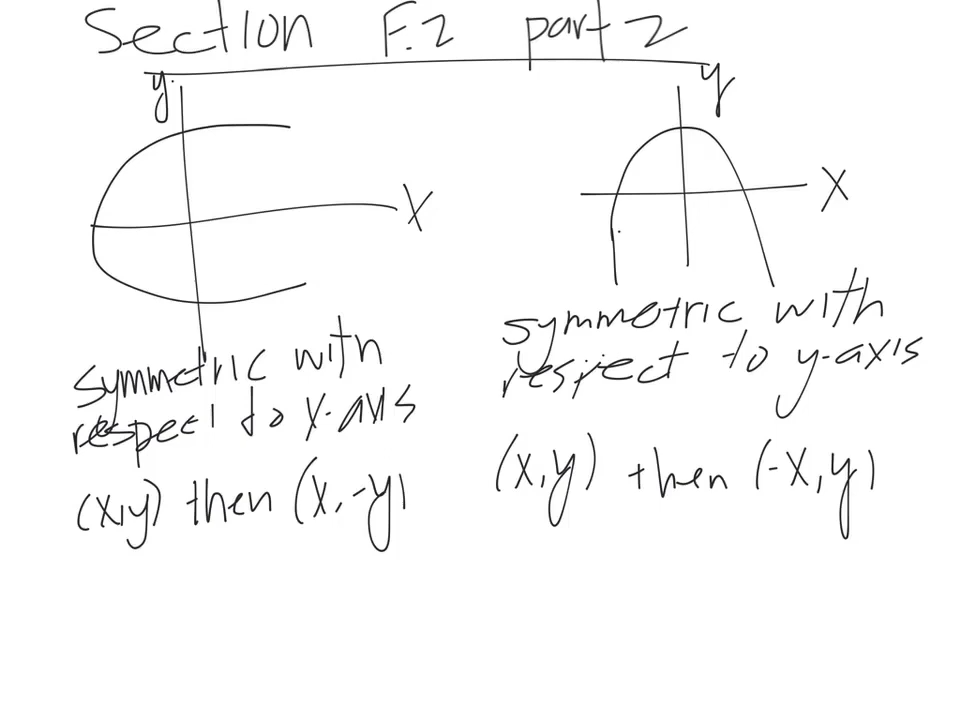 Section F.2 part 2
y
X
symmetric with
respect to x-axis
(x,y) then (x,-y)
y
X
symmetric with
respect to y-axis
(x,y) then (-x,y)